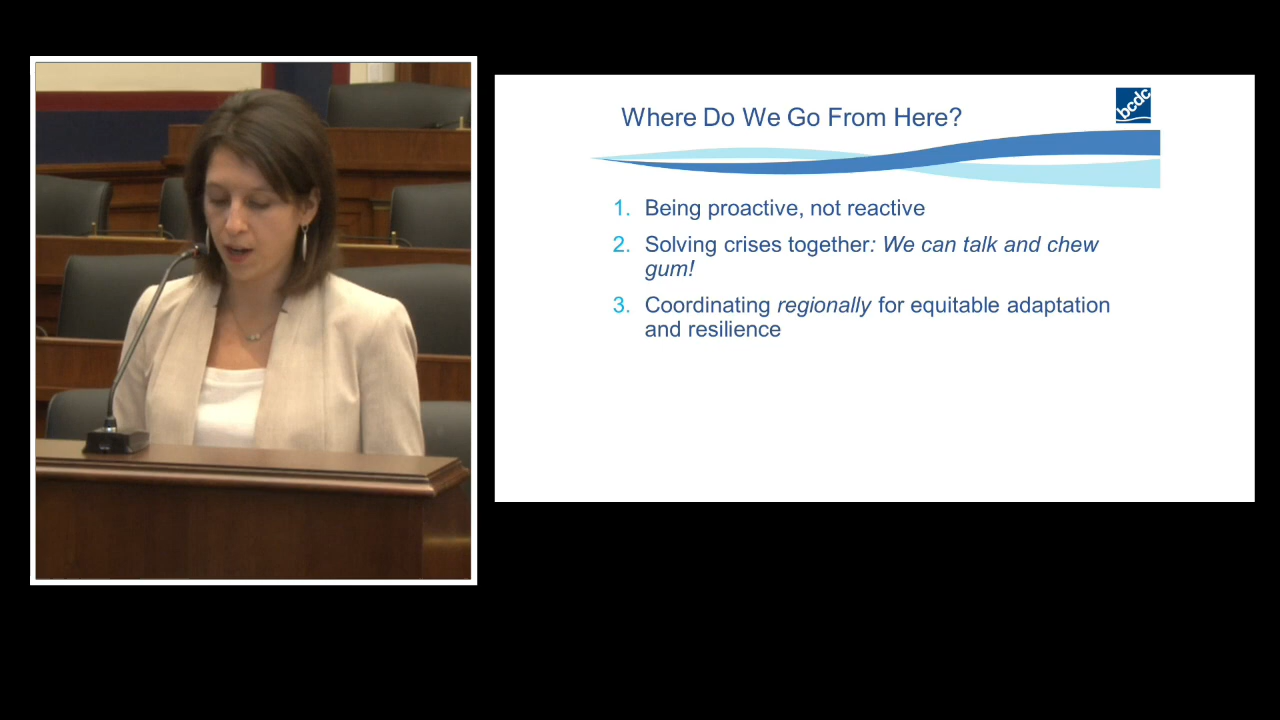 Where Do We Go From Here?
bcdc
1. Being proactive, not reactive
2. Solving crises together: We can talk and chew
gum!
3. Coordinating regionally for equitable adaptation
and resilience